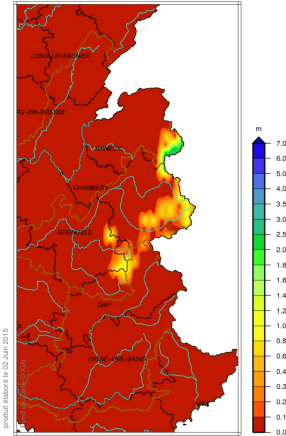 LONS-LE-SAUNIER
RG-EN-BRESSE
ANNECY
CHAMBERY
GRENOBLE
GAP
DIGNE-LES-BAINS
m
7.0
6.0
5.0
4.0
3.5
3.0
2.5
2.0
1.8
1.6
1.4
1.2
1.0
0.8
0.6
0.4
0.3
0.2
0.1
0.0
produit élaboré le 02 Juin 2015